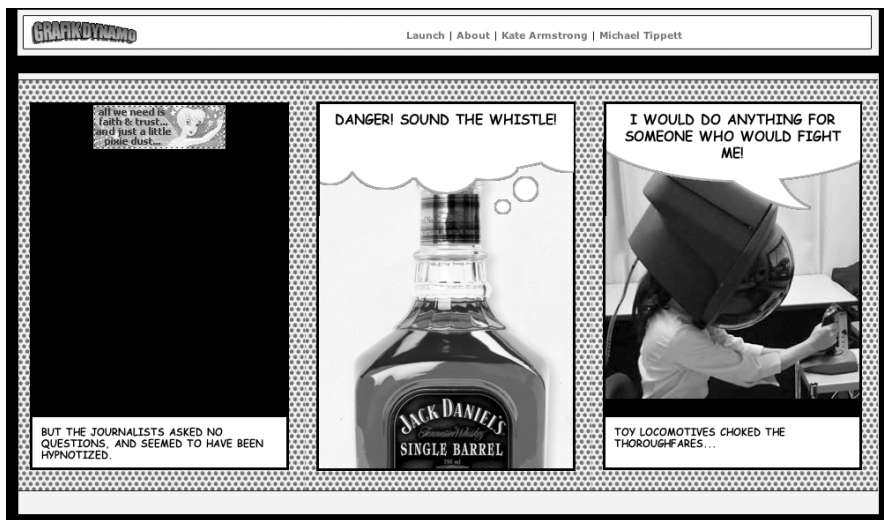 GRAFIK DYNAMO
Launch | About | Kate Armstrong | Michael Tippett
all we need is
faith & trust...
and just a little
pixie dust...
BUT THE JOURNALISTS ASKED NO
QUESTIONS, AND SEEMED TO HAVE BEEN
HYPNOTIZED.
DANGER! SOUND THE WHISTLE!
JACK DANIEL'S
Tennessee Whiskey
SINGLE BARREL
I WOULD DO ANYTHING FOR
SOMEONE WHO WOULD FIGHT
ME!
TOY LOCOMOTIVES CHOKED THE
THOROUGHFARES...